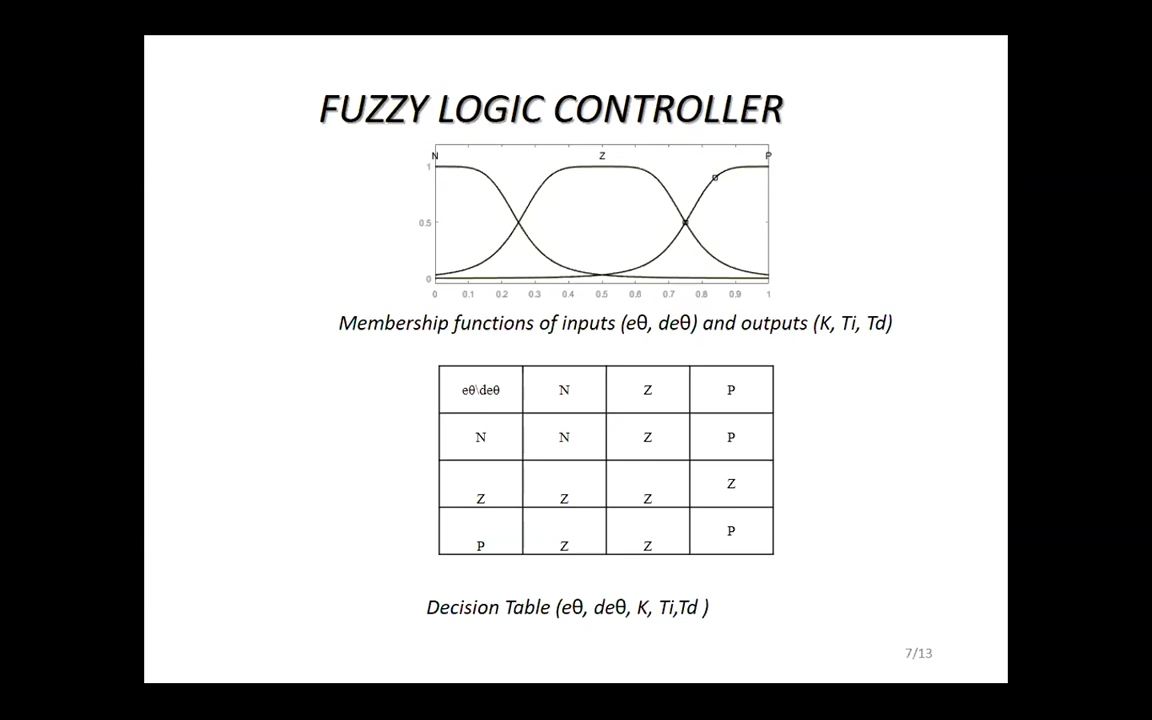 FUZZY LOGIC CONTROLLER
N Z P
1
0.5
0
0 0.1 0.2 0.3 0.4 0.5 0.6 0.7 0.8 0.9 1
Membership functions of inputs (eθ, deθ) and outputs (K, Ti, Td)
eθ\deθ N Z P
N N Z P
Z Z Z Z
P Z Z P
Decision Table (eθ, deθ, K, Ti,Td )
7/13